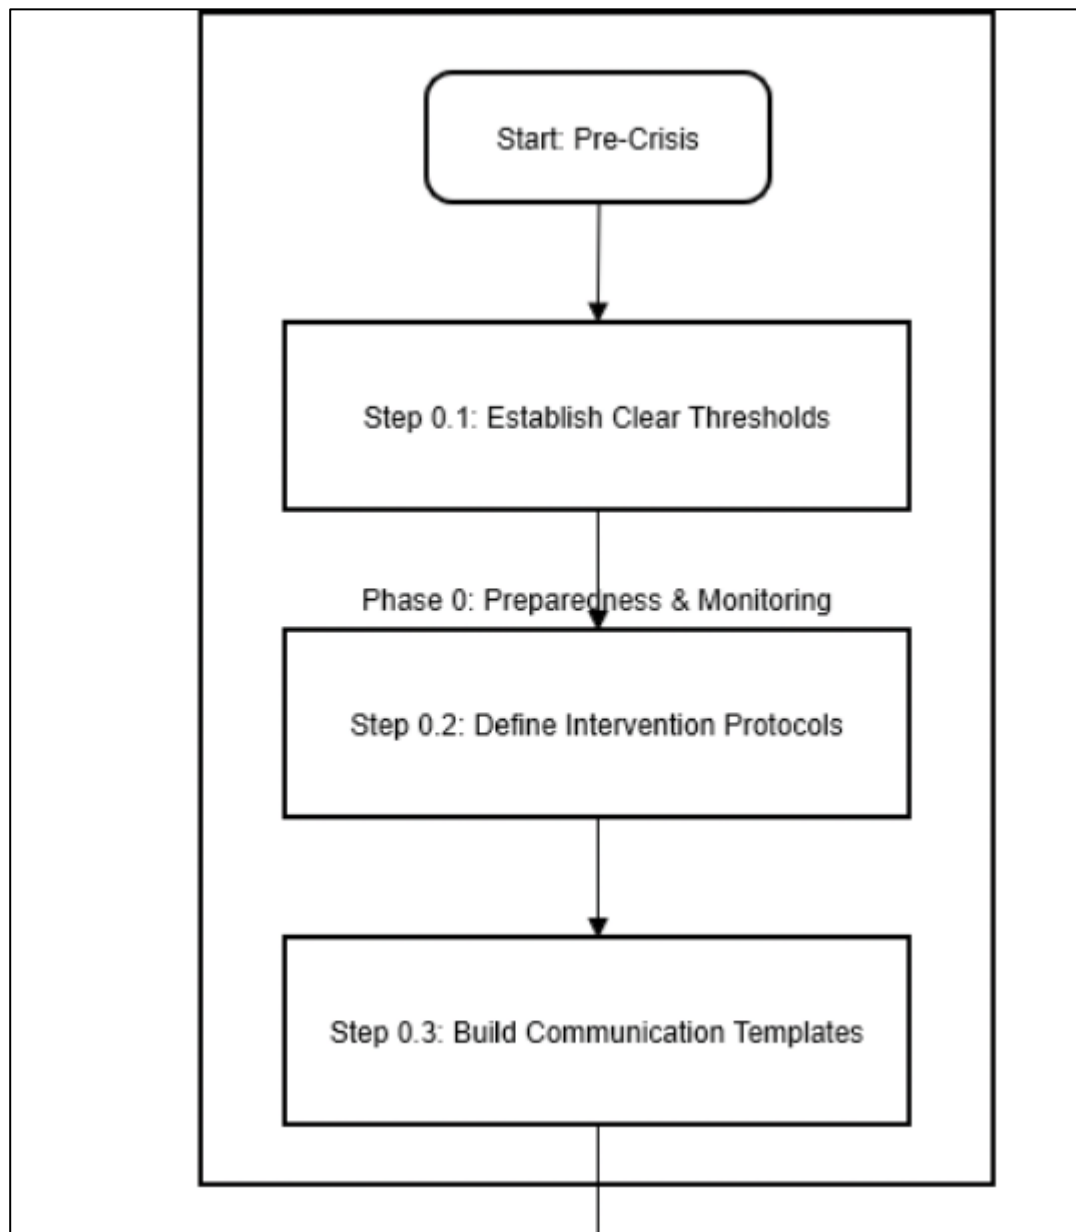 Start: Pre-Crisis
Step 0.1: Establish Clear Thresholds
Phase 0: Preparedness & Monitoring
Step 0.2: Define Intervention Protocols
Step 0.3: Build Communication Templates